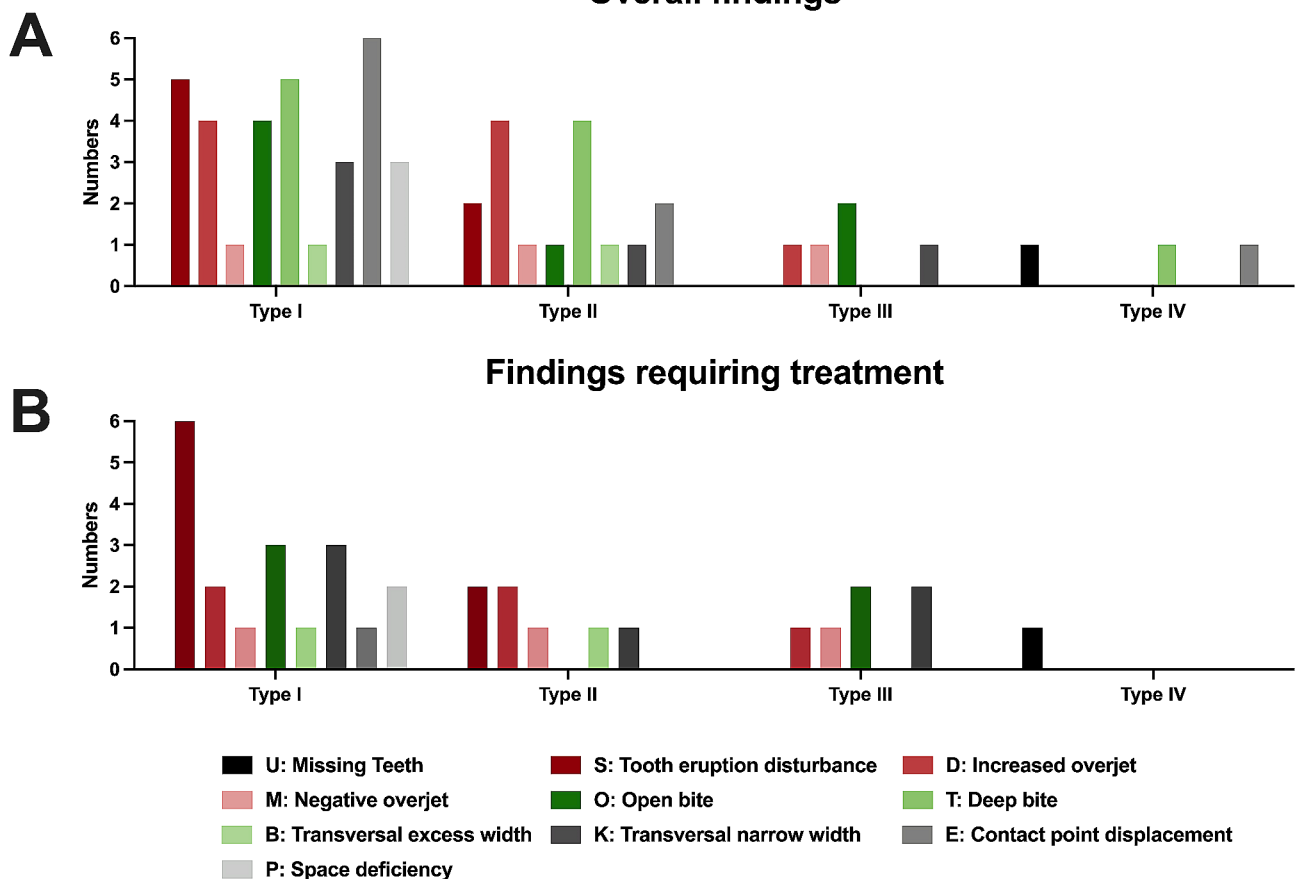 Overall findings
A
6
5
4
3
2
1
0
Numbers
Type I Type II Type III Type IV
Findings requiring treatment
B
6
5
4
3
2
1
0
Numbers
Type I Type II Type III Type IV
U: Missing Teeth S: Tooth eruption disturbance D: Increased overjet
M: Negative overjet O: Open bite T: Deep bite
B: Transversal excess width K: Transversal narrow width E: Contact point displacement
P: Space deficiency